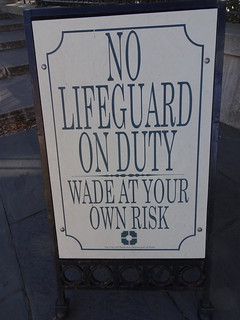 NO
LIFEGUARD
ON DUTY
WADE AT YOUR
OWN RISK